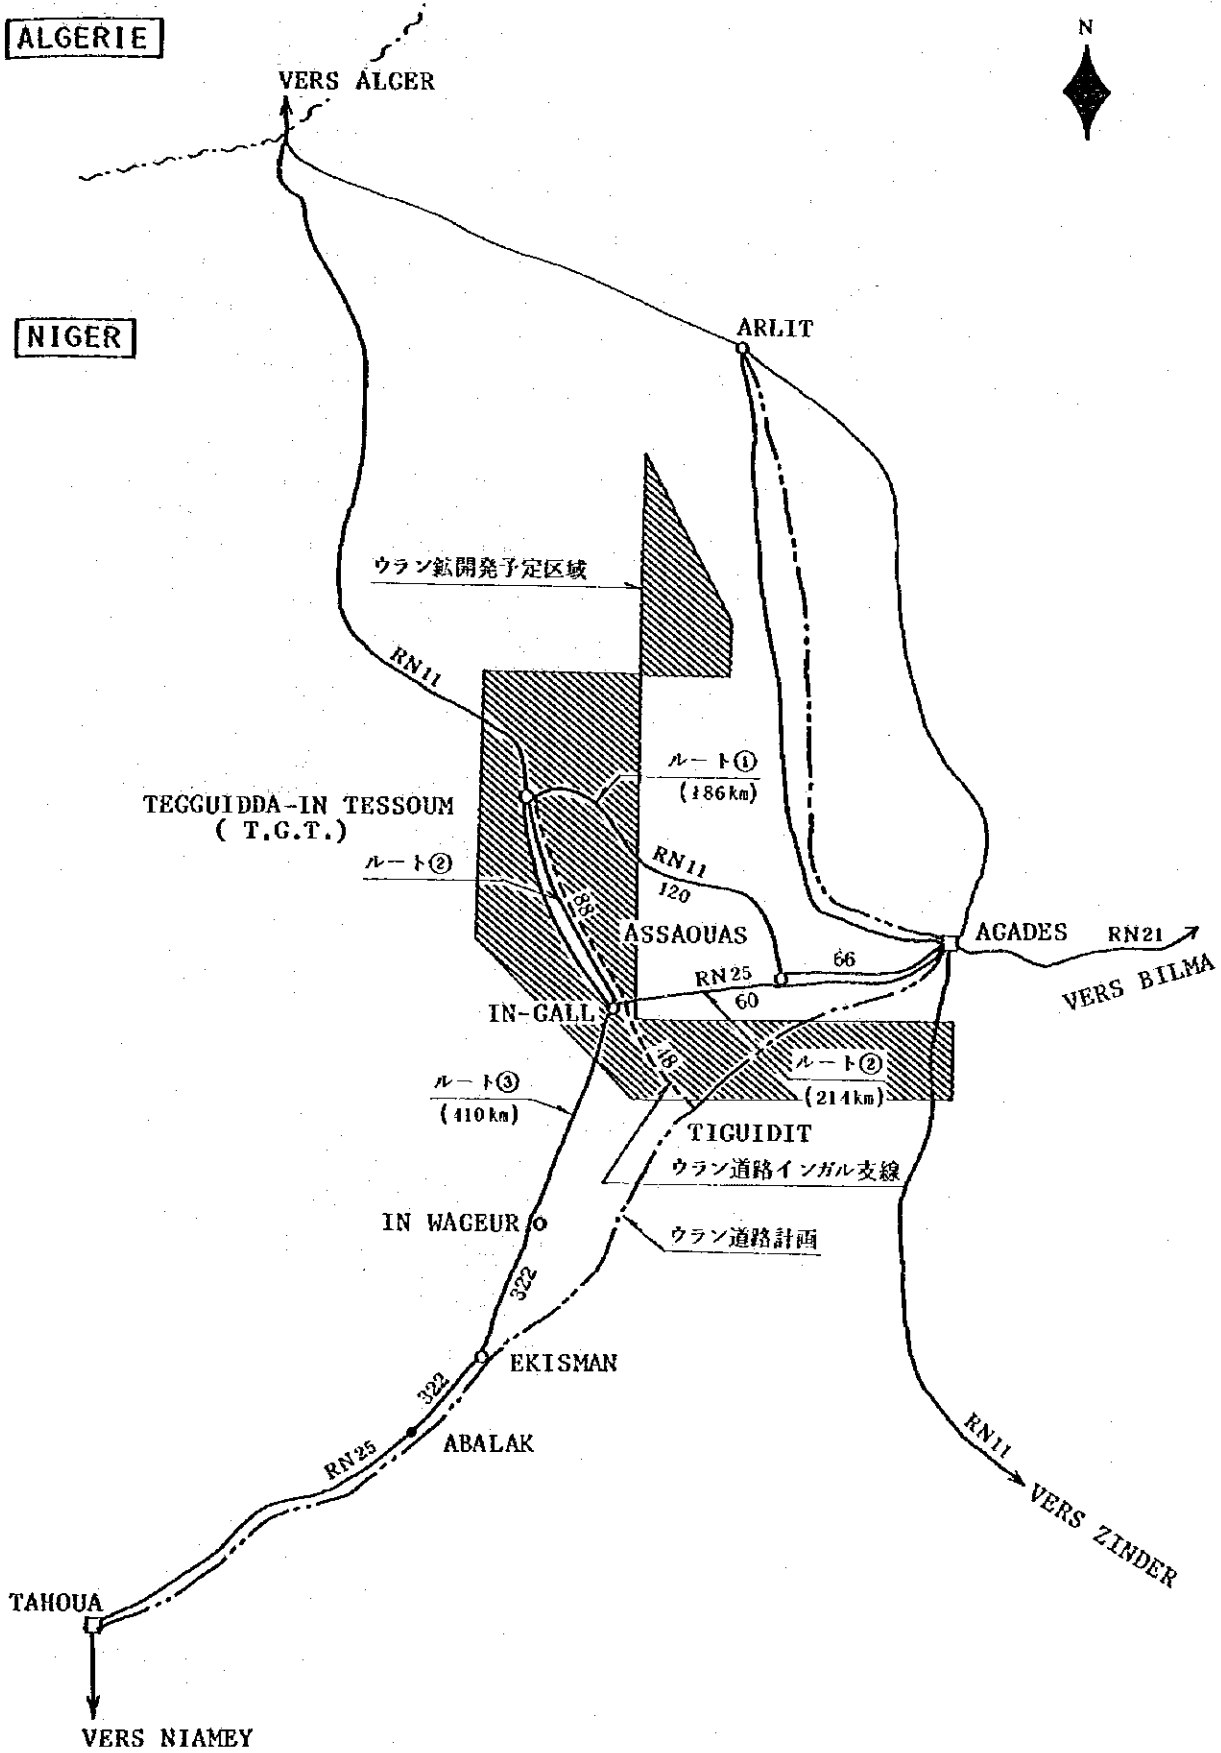 ALGERIE
N
VERS ALGER
NIGER
ARLIT
ウラン鉱開発予定区域
RN11
ルート①
(186km)
TEGGUIDDA-IN TESSOUM
( T.G.T.)
ルート②
RN11
120
88
ASSAOUAS
AGADES
RN21
66
VERS BILMA
RN25
60
IN-GALL
48
ルート②
(214km)
ルート③
(410km)
TIGUIDIT
ウラン道路インガル支線
IN WAGEUR
ウラン道路計画
322
EKISMAN
322
ABALAK
RN25
RN11
VERS ZINDER
TAHOUA
VERS NIAMEY